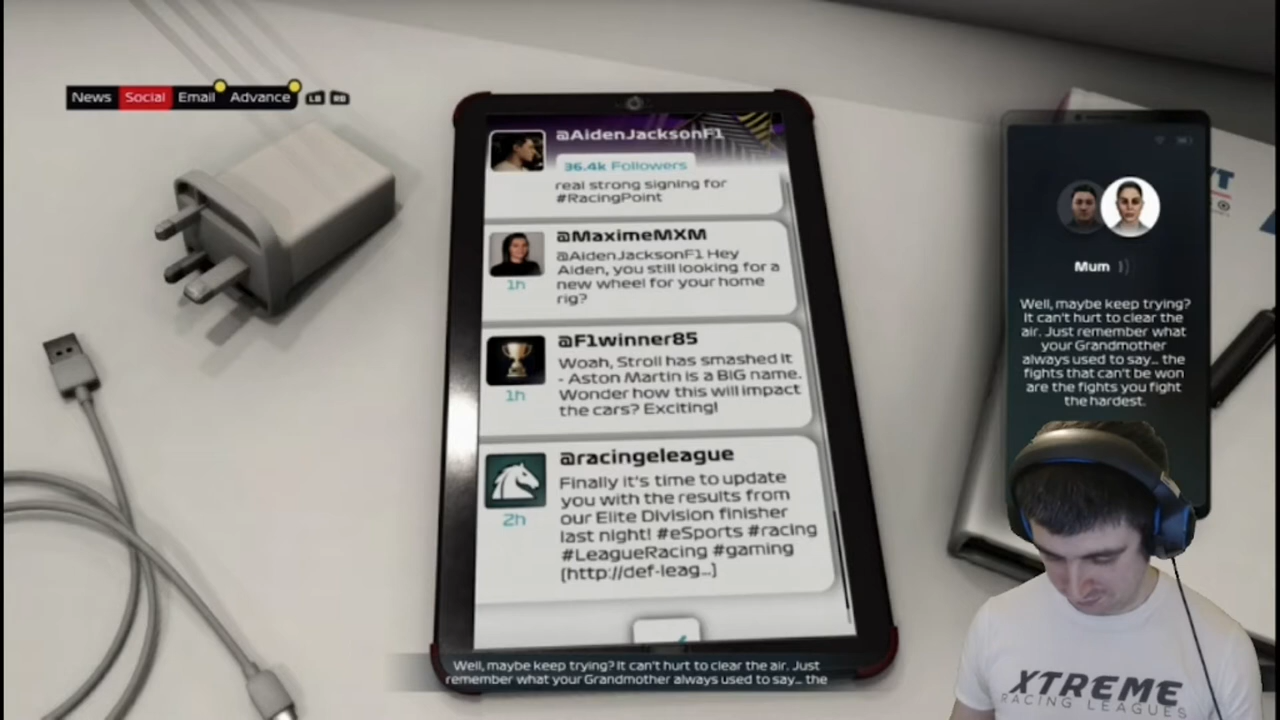 News Social Email Advance LB RB
@AidenJacksonF1
36.4k Followers
real strong signing for
#RacingPoint
@MaximeMXM
1h
@AidenJacksonF1 Hey
Aiden, you still looking for a
new wheel for your home
rig?
@F1winner85
1h
Woah, Stroll has smashed it
- Aston Martin is a BIG name.
Wonder how this will impact
the cars? Exciting!
@racingeleague
2h
Finally it's time to update
you with the results from
our Elite Division finisher
last night! #eSports #racing
#LeagueRacing #gaming
[http://def-leag...]
Well, maybe keep trying? It can't hurt to clear the air. Just
remember what your Grandmother always used to say... the
Mum
Well, maybe keep trying?
It can't hurt to clear the
air. Just remember what
your Grandmother
always used to say... the
fights that can't be won
are the fights you fight
the hardest.
XTREME
RACING LEAGUES